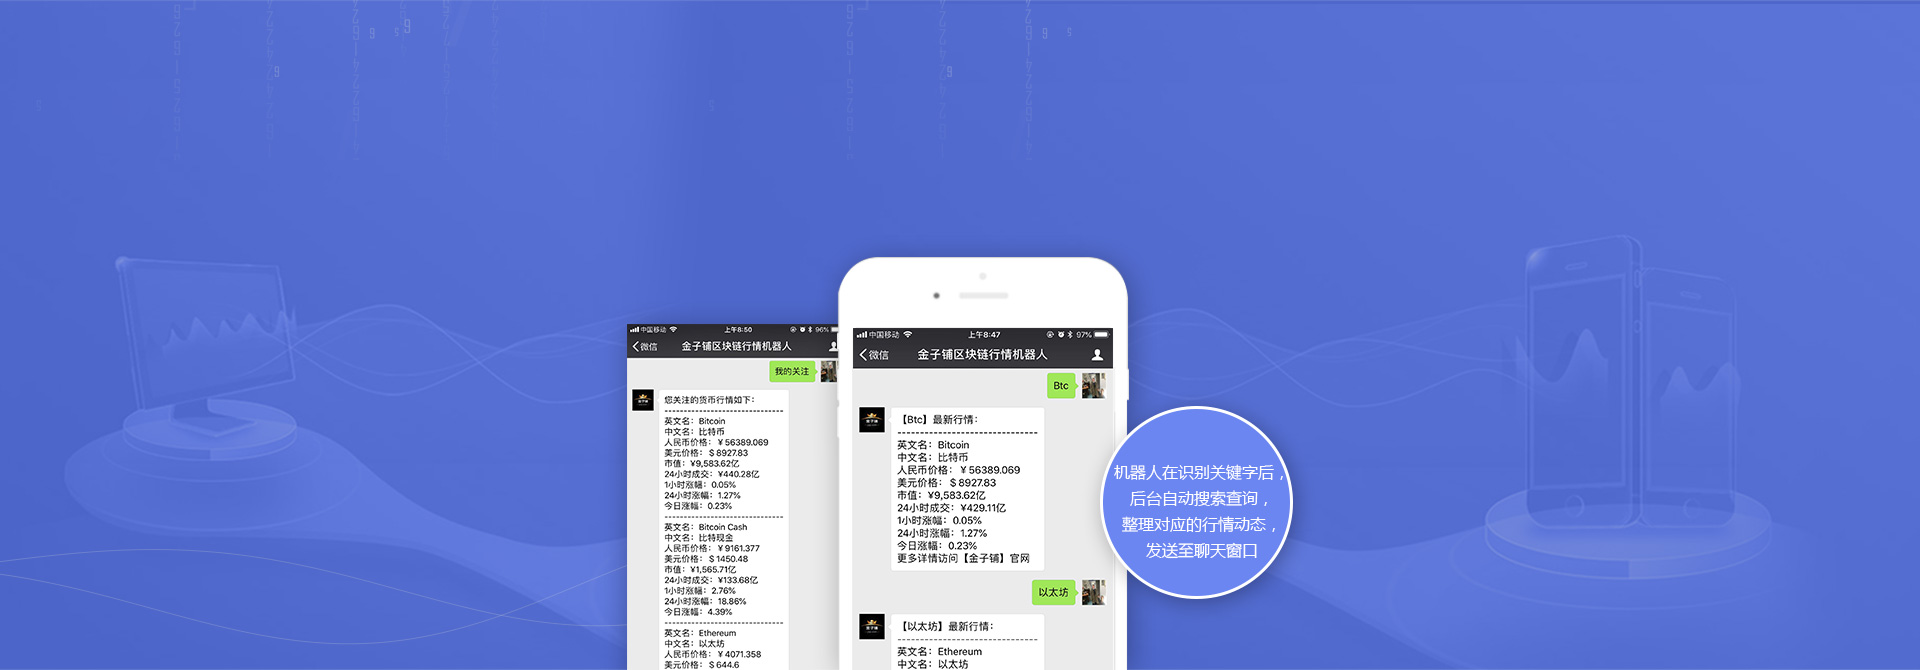 中国移动 上午8:50 96%
微信 金子铺区块链行情机器人
我的关注
您关注的货币行情如下：
英文名：Bitcoin
中文名：比特币
人民币价格：￥56389.069
美元价格：＄8927.83
市值：¥9,583.62亿
24小时成交：¥440.28亿
1小时涨幅：0.05%
24小时涨幅：1.27%
今日涨幅：0.23%
英文名：Bitcoin Cash
中文名：比特现金
人民币价格：￥9161.377
美元价格：＄1450.48
市值：¥1,565.71亿
24小时成交：¥133.68亿
1小时涨幅：2.76%
24小时涨幅：18.86%
今日涨幅：4.39%
英文名：Ethereum
中文名：以太坊
人民币价格：￥4071.358
美元价格：＄644.6
中国移动 上午8:47 97%
微信 金子铺区块链行情机器人
Btc
【Btc】最新行情：
英文名：Bitcoin
中文名：比特币
人民币价格：￥56389.069
美元价格：＄8927.83
市值：¥9,583.62亿
24小时成交：¥429.11亿
1小时涨幅：0.05%
24小时涨幅：1.27%
今日涨幅：0.23%
更多详情访问【金子铺】官网
以太坊
【以太坊】最新行情：
英文名：Ethereum
中文名：以太坊
机器人在识别关键字后，
后台自动搜索查询，
整理对应的行情动态，
发送至聊天窗口